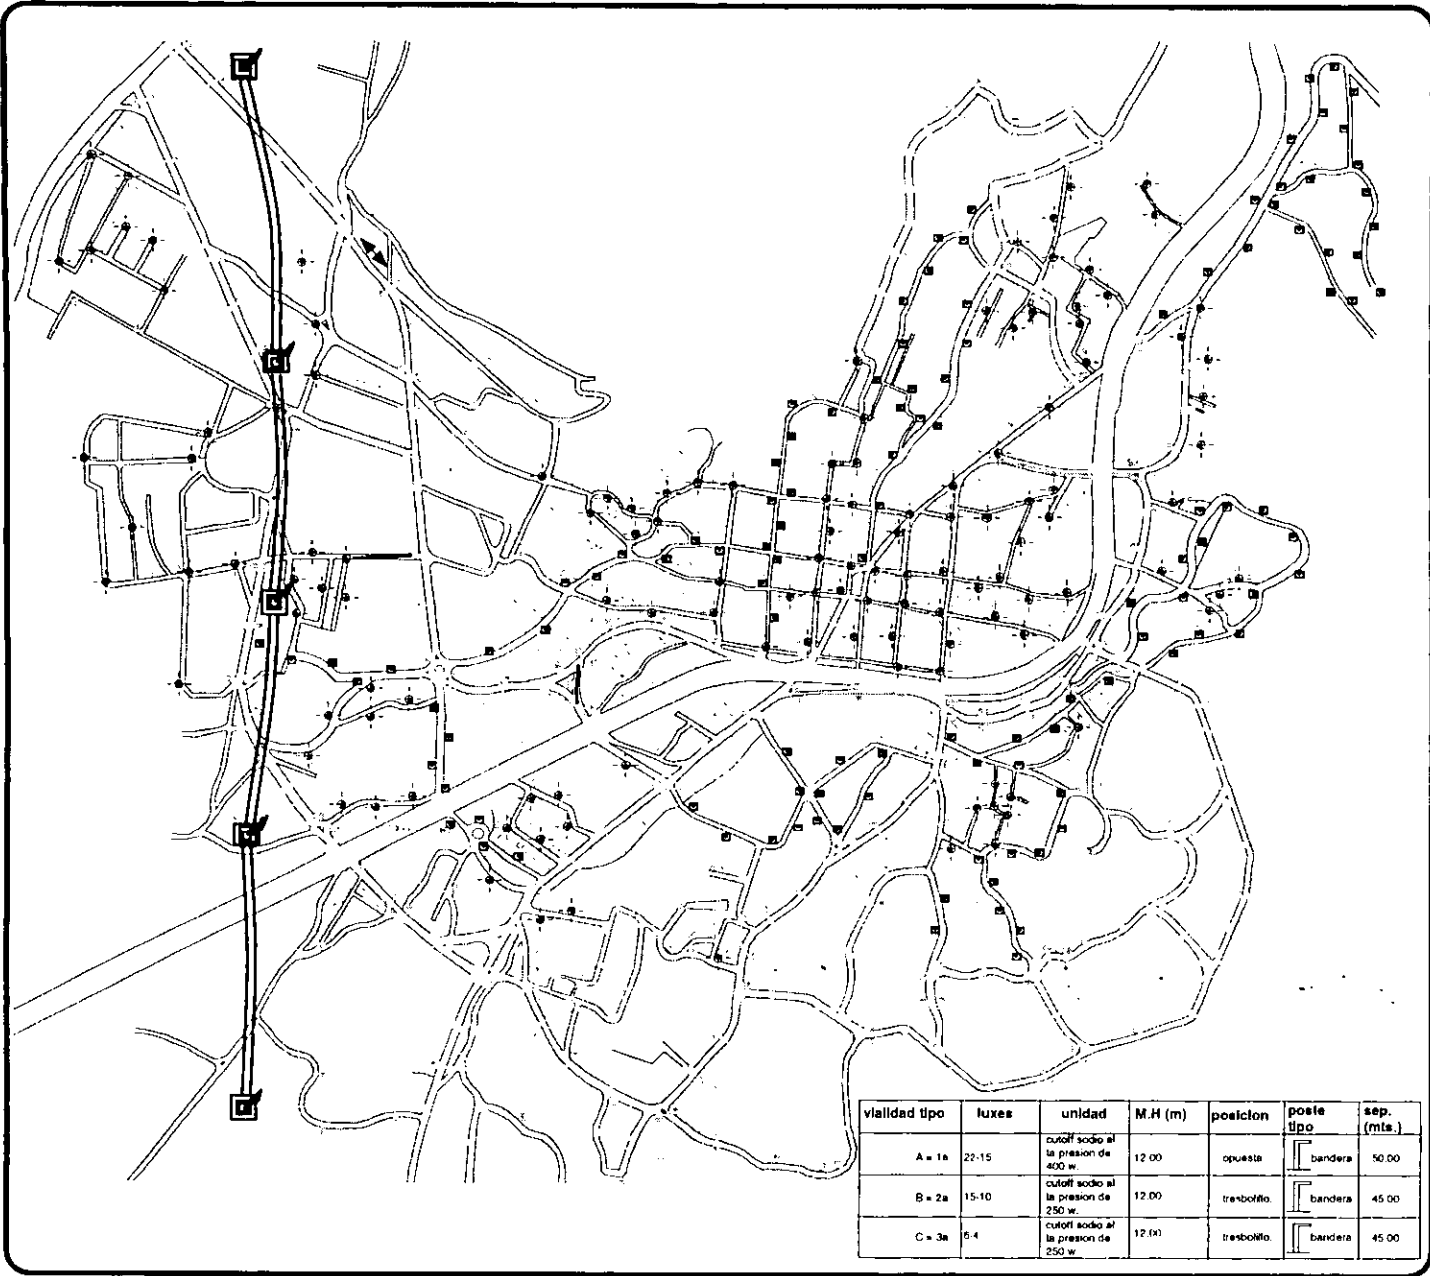 vialidad tipo luxes unidad M.H (m) posicion poste tipo sep. (mts.)
A = 1a 22-15 cutoff sodio al la presion de 400 w. 12 00 opuesta bandera 50.00
B = 2a 15-10 cutoff sodio al la presion de 250 w. 12.00 tresbolillo. bandera 45 00
C = 3a 6-4 cutoff sodio al la presion de 250 w 12.00 tresbolillo. bandera 45 00